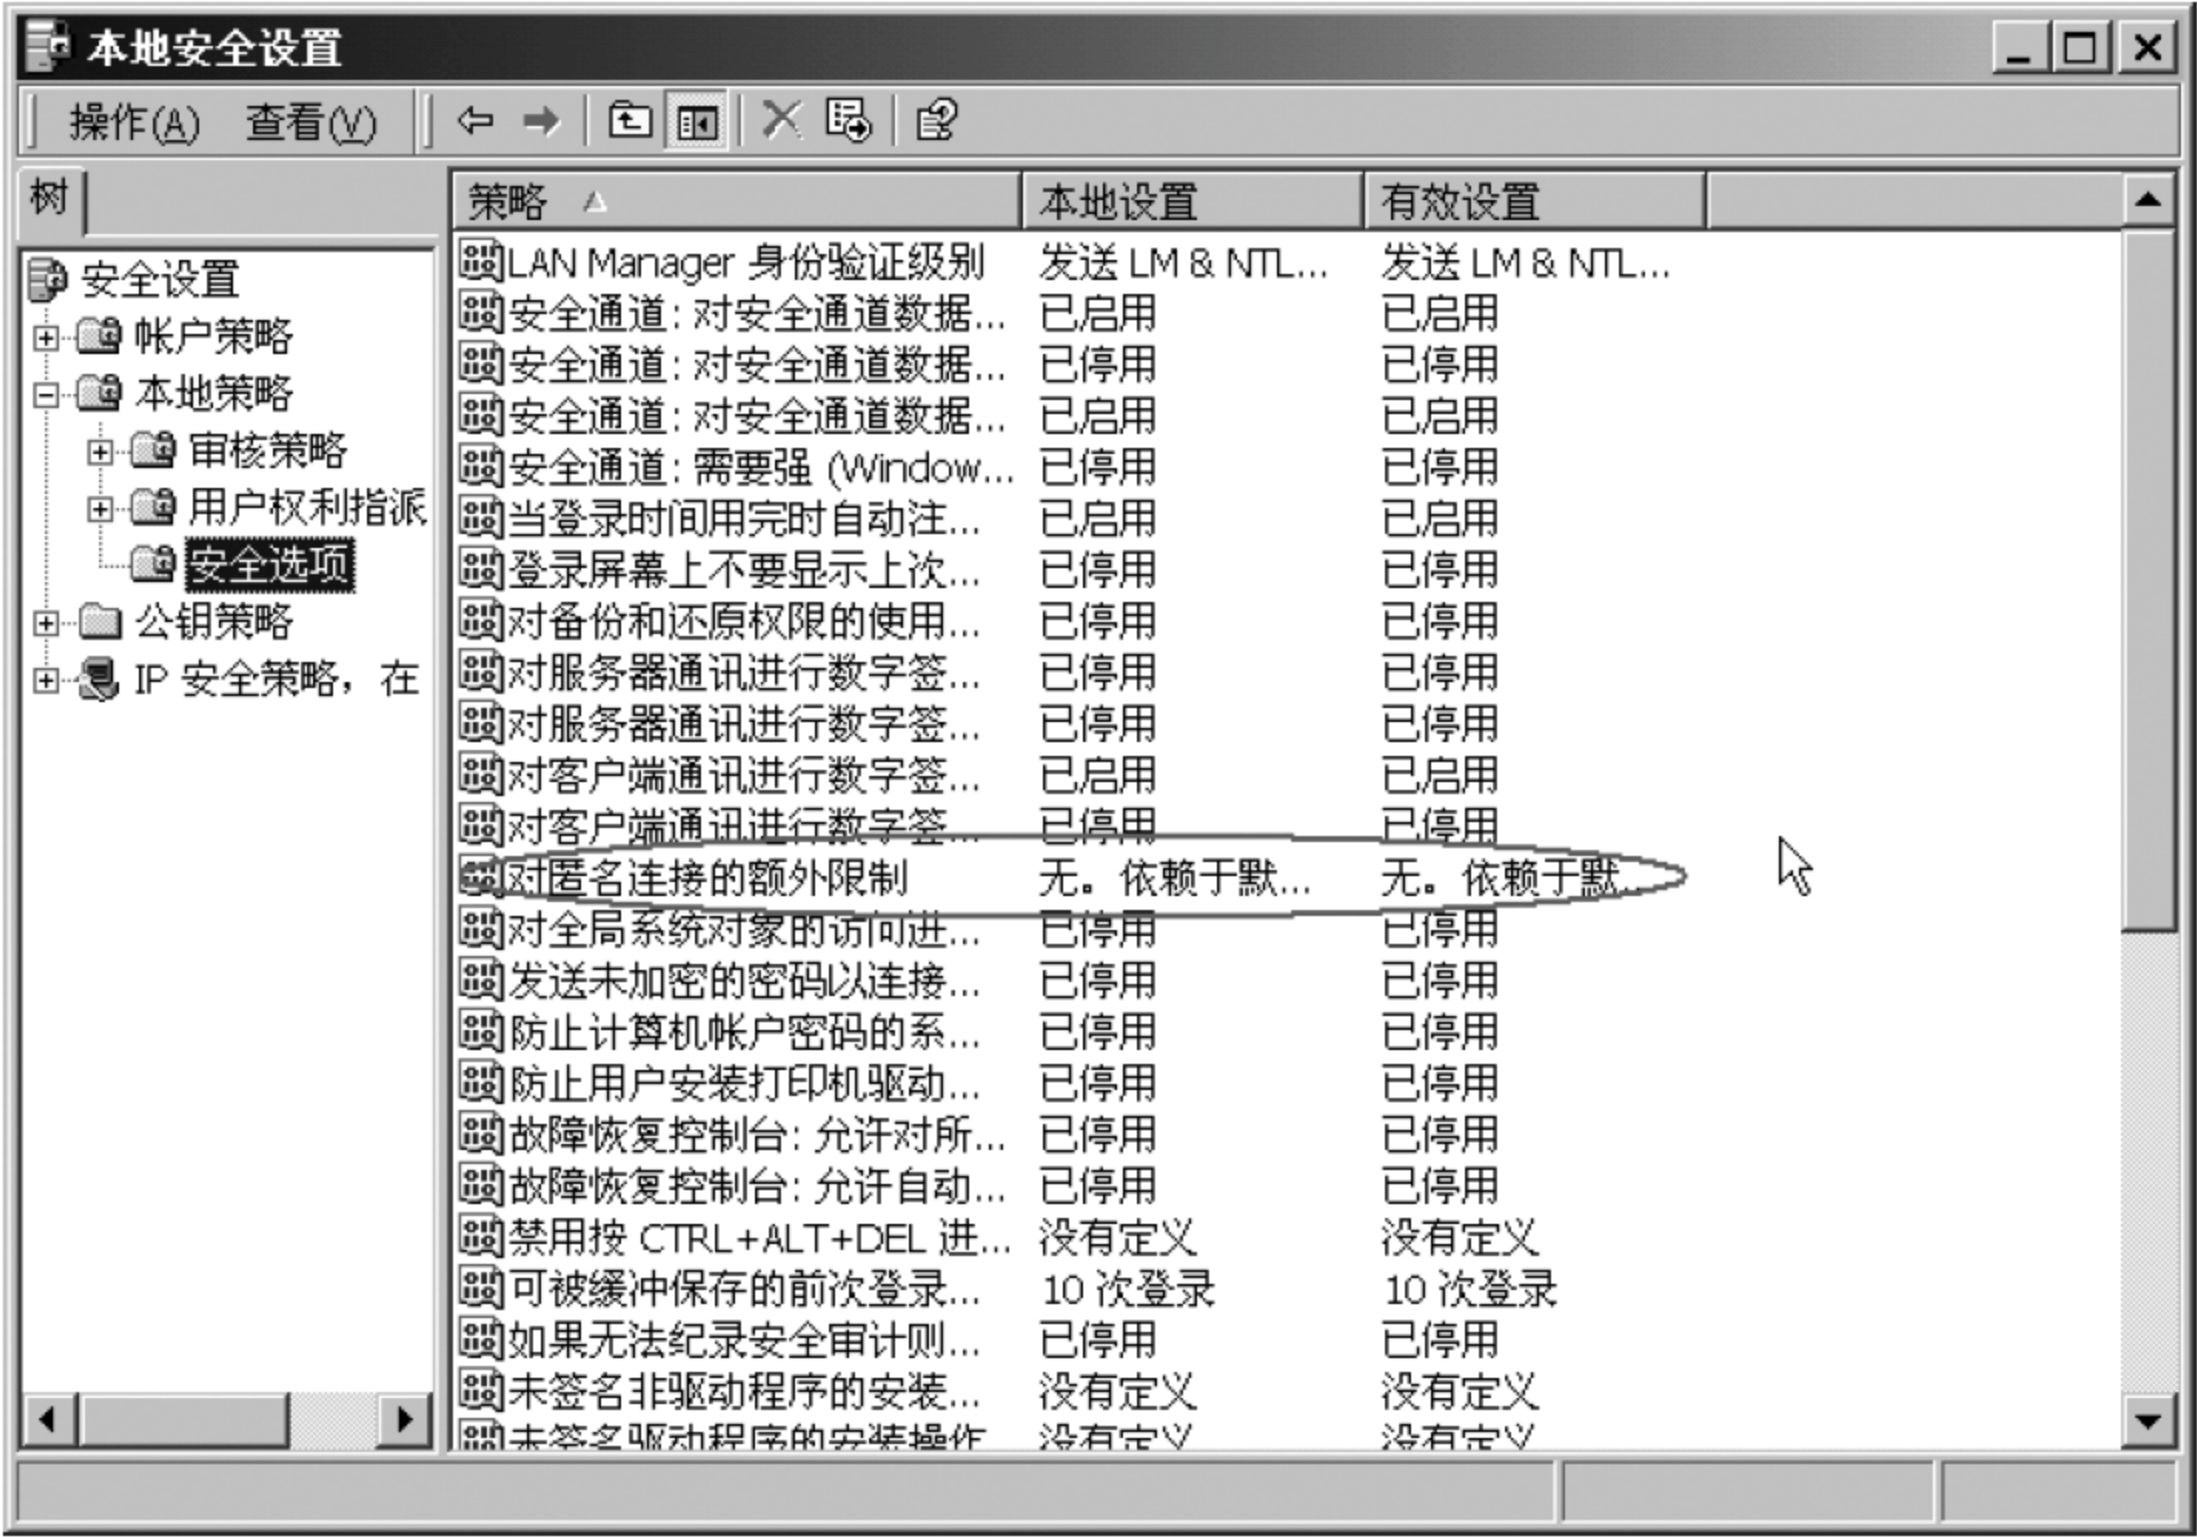 本地安全设置
操作(A) 查看(V)
树
安全设置
帐户策略
本地策略
审核策略
用户权利指派
安全选项
公钥策略
IP 安全策略，在
策略 本地设置 有效设置
LAN Manager 身份验证级别 发送 LM & NTL... 发送 LM & NTL...
安全通道: 对安全通道数据... 已启用 已启用
安全通道: 对安全通道数据... 已停用 已停用
安全通道: 对安全通道数据... 已启用 已启用
安全通道: 需要强 (Window... 已停用 已停用
当登录时间用完时自动注... 已启用 已启用
登录屏幕上不要显示上次... 已停用 已停用
对备份和还原权限的使用... 已停用 已停用
对服务器通讯进行数字签... 已停用 已停用
对服务器通讯进行数字签... 已停用 已停用
对客户端通讯进行数字签... 已启用 已启用
对客户端通讯进行数字签... 已停用 已停用
对匿名连接的额外限制 无。依赖于默... 无。依赖于默...
对全局系统对象的访问进... 已停用 已停用
发送未加密的密码以连接... 已停用 已停用
防止计算机帐户密码的系... 已停用 已停用
防止用户安装打印机驱动... 已停用 已停用
故障恢复控制台: 允许对所... 已停用 已停用
故障恢复控制台: 允许自动... 已停用 已停用
禁用按 CTRL+ALT+DEL 进... 没有定义 没有定义
可被缓冲保存的前次登录... 10 次登录 10 次登录
如果无法纪录安全审计则... 已停用 已停用
未签名非驱动程序的安装... 没有定义 没有定义
未签名驱动程序的安装操作 没有定义 没有定义